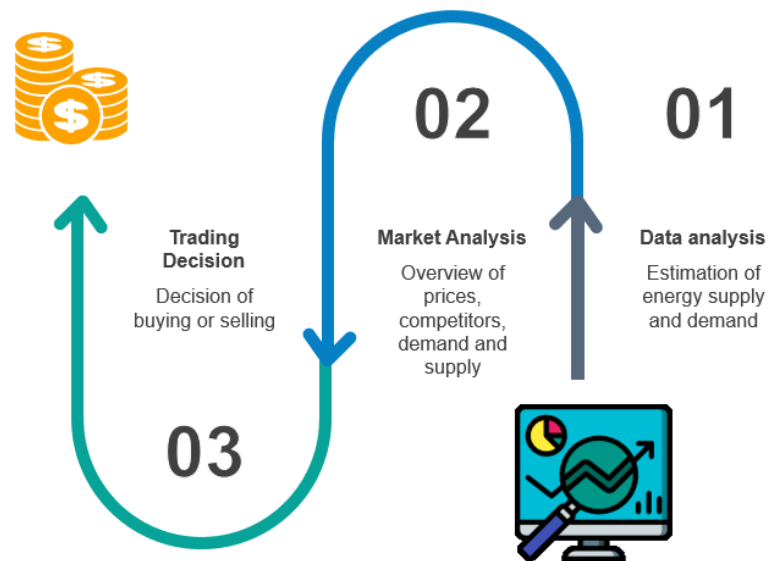 02
01
Trading
Decision
Decision of
buying or selling
Market Analysis
Overview of
prices,
competitors,
demand and
supply
Data analysis
Estimation of
energy supply
and demand
03
$
$
$